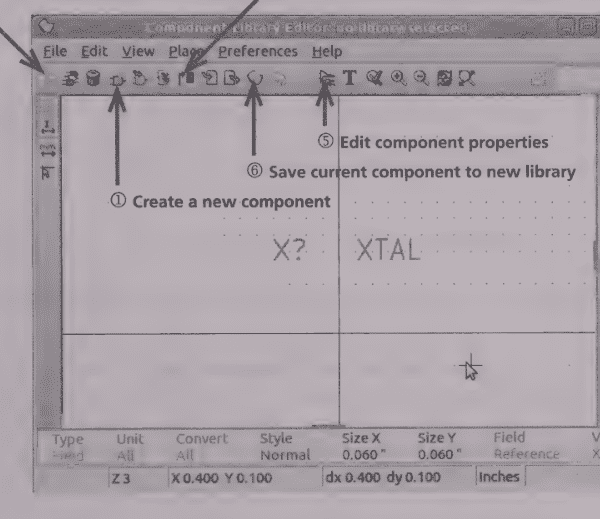 Component Library Editor: no library selected
File Edit View Place Preferences Help
⑤ Edit component properties
⑥ Save current component to new library
① Create a new component
X? XTAL
Type Unit Convert Style Size X Size Y Field
Field All All Normal 0.060 " 0.060 " Reference X
Z 3 X 0.400 Y 0.100 dx 0.400 dy 0.100 Inches